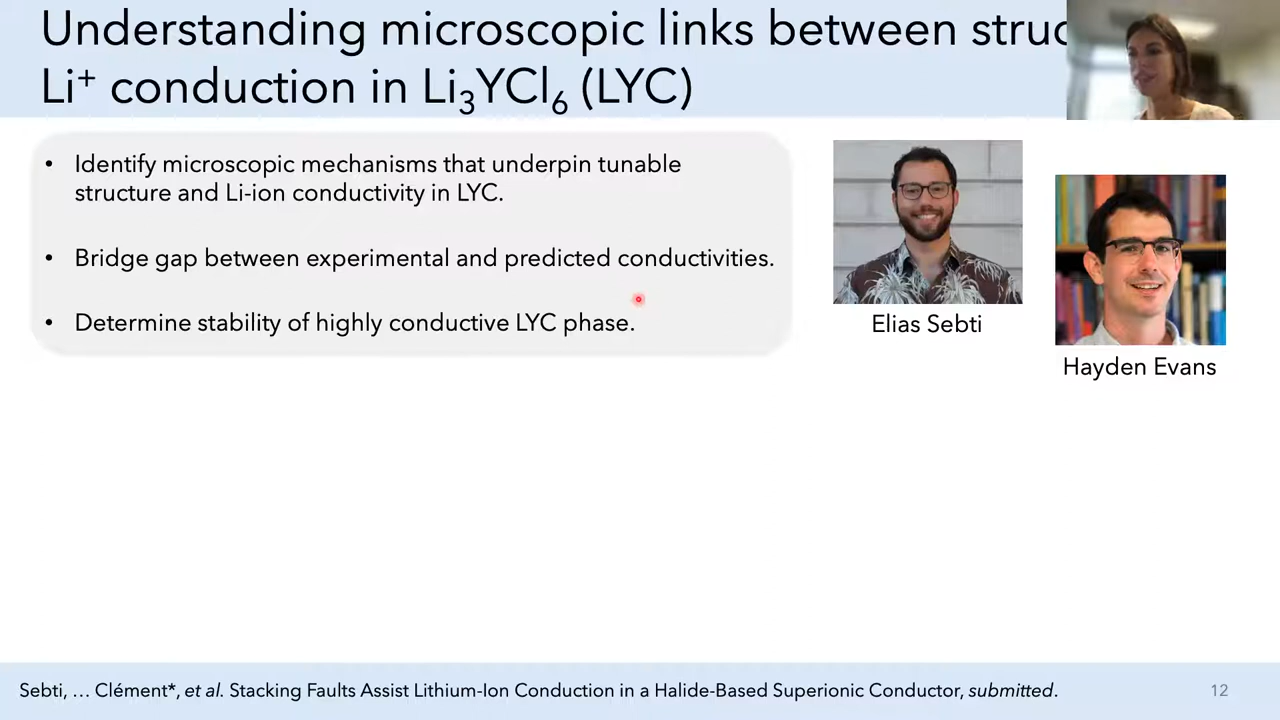 Understanding microscopic links between
Li⁺ conduction in Li₃YCl₆ (LYC)
• Identify microscopic mechanisms that underpin tunable
structure and Li-ion conductivity in LYC.
• Bridge gap between experimental and predicted conductivities.
• Determine stability of highly conductive LYC phase.
Elias Sebti
Hayden Evans
Sebti, … Clément*, et al. Stacking Faults Assist Lithium-Ion Conduction in a Halide-Based Superionic Conductor, submitted.
12